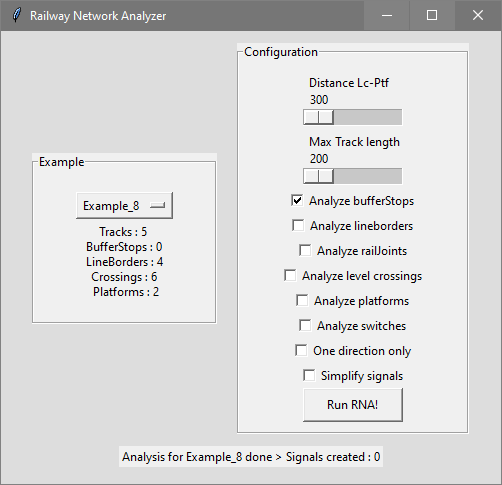 Railway Network Analyzer
Example
Example_8
Tracks : 5
BufferStops : 0
LineBorders : 4
Crossings : 6
Platforms : 2
Configuration
Distance Lc-Ptf
300
Max Track length
200
Analyze bufferStops
Analyze lineborders
Analyze railJoints
Analyze level crossings
Analyze platforms
Analyze switches
One direction only
Simplify signals
Run RNA!
Analysis for Example_8 done > Signals created : 0